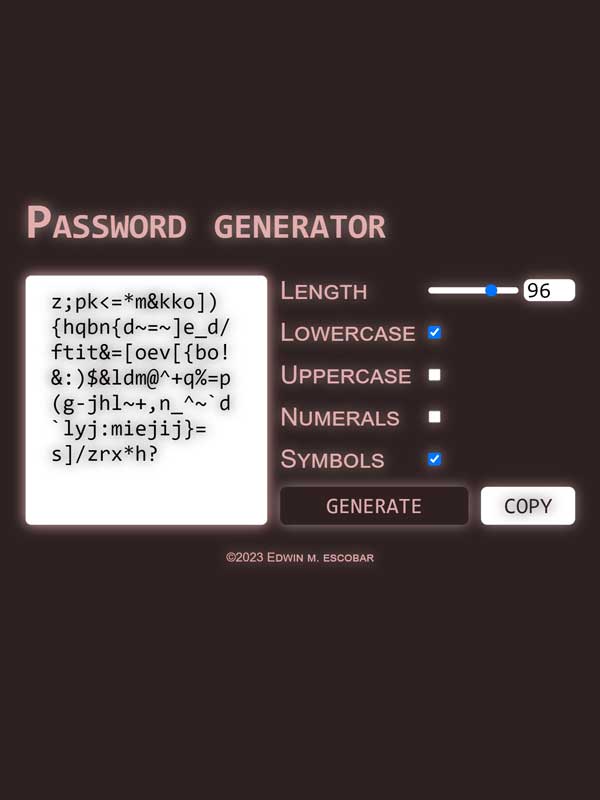 Password generator
z;pk<=*m&kko])
{hqbn{d~=~]e_d/
ftit&=[oev[{bo!
&:)$&ldm@^+q%=p
(g-jhl~+,n_^~`d
`lyj:miejij}=
s]/zrx*h?
Length 96
Lowercase
Uppercase
Numerals
Symbols
GENERATE COPY
©2023 Edwin m. escobar